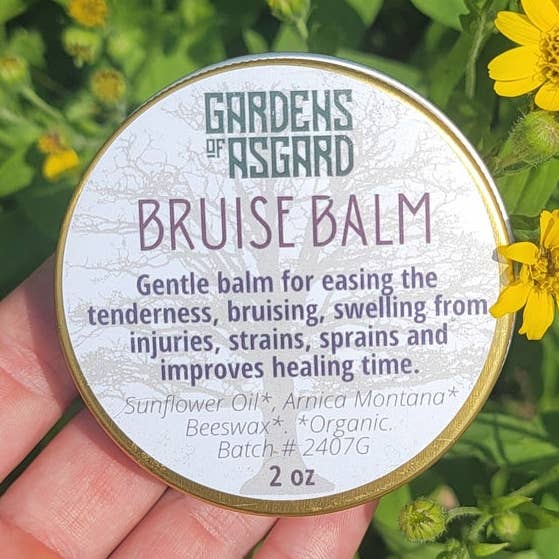 GARDENS
OF ASGARD
BRUISE BALM
Gentle balm for easing the
tenderness, bruising, swelling from
injuries, strains, sprains and
improves healing time.
Sunflower Oil*, Arnica Montana*
Beeswax*. *Organic.
Batch # 2407G
2 oz